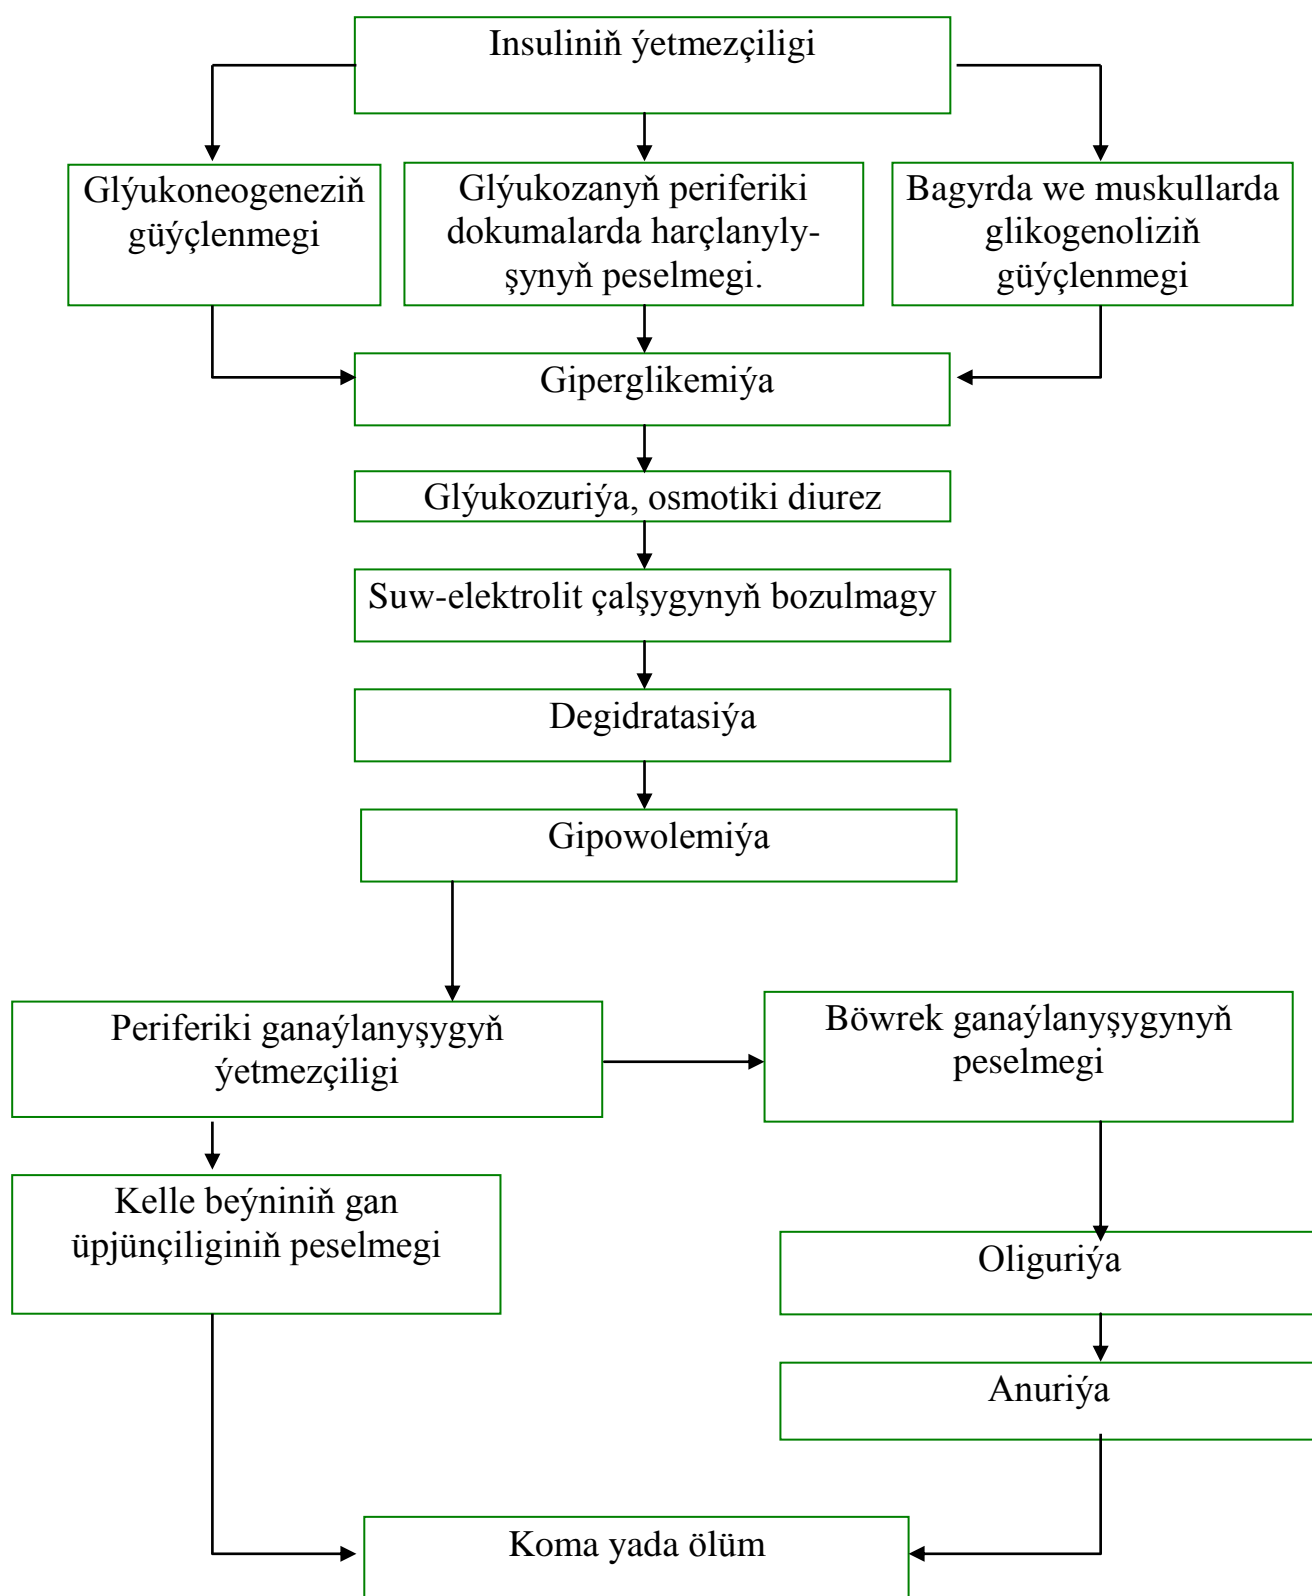 Insuliniň ýetmezçiligi
Glýukoneogeneziň
güýçlenmegi
Glýukozanyň periferiki
dokumalarda harçlanyly-
şynyň peselmegi.
Bagyrda we muskullarda
glikogenoliziň
güýçlenmegi
Giperglikemiýa
Glýukozuriýa, osmotiki diurez
Suw-elektrolit çalşygynyň bozulmagy
Degidratasiýa
Gipowolemiýa
Periferiki ganaýlanyşygyň
ýetmezçiligi
Böwrek ganaýlanyşygynyň
peselmegi
Kelle beýniniň gan
üpjünçiliginiň peselmegi
Oliguriýa
Anuriýa
Koma yada ölüm